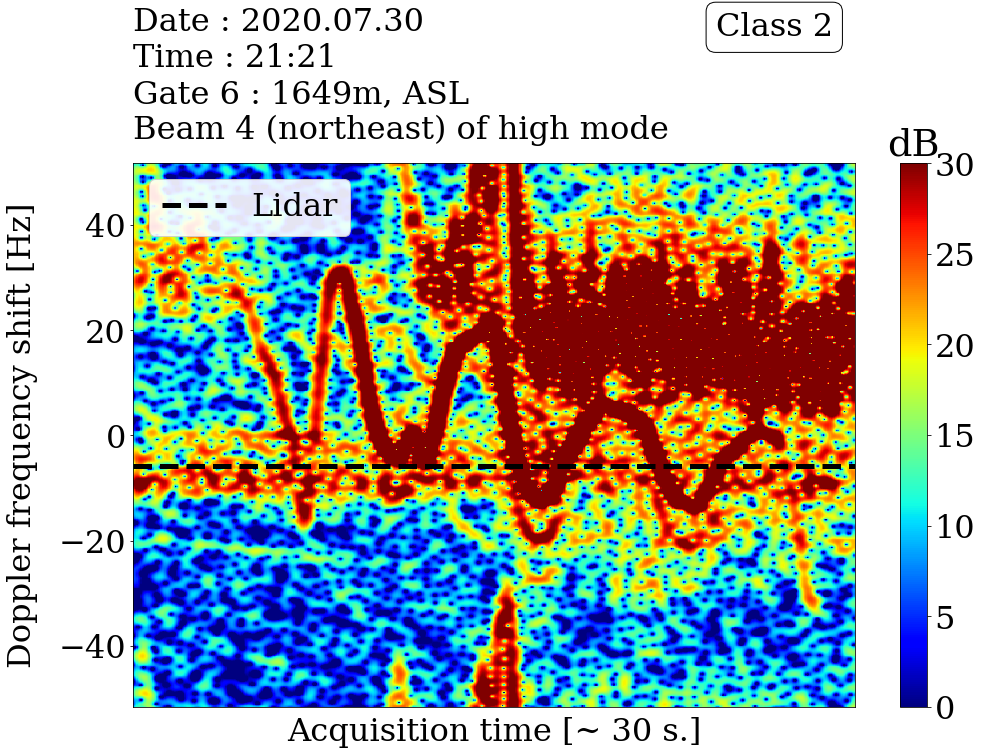 Date : 2020.07.30
Time : 21:21
Gate 6 : 1649m, ASL
Beam 4 (northeast) of high mode
Class 2
dB
30
25
20
15
10
5
0
Lidar
Doppler frequency shift [Hz]
40
20
0
−20
−40
Acquisition time [~ 30 s.]